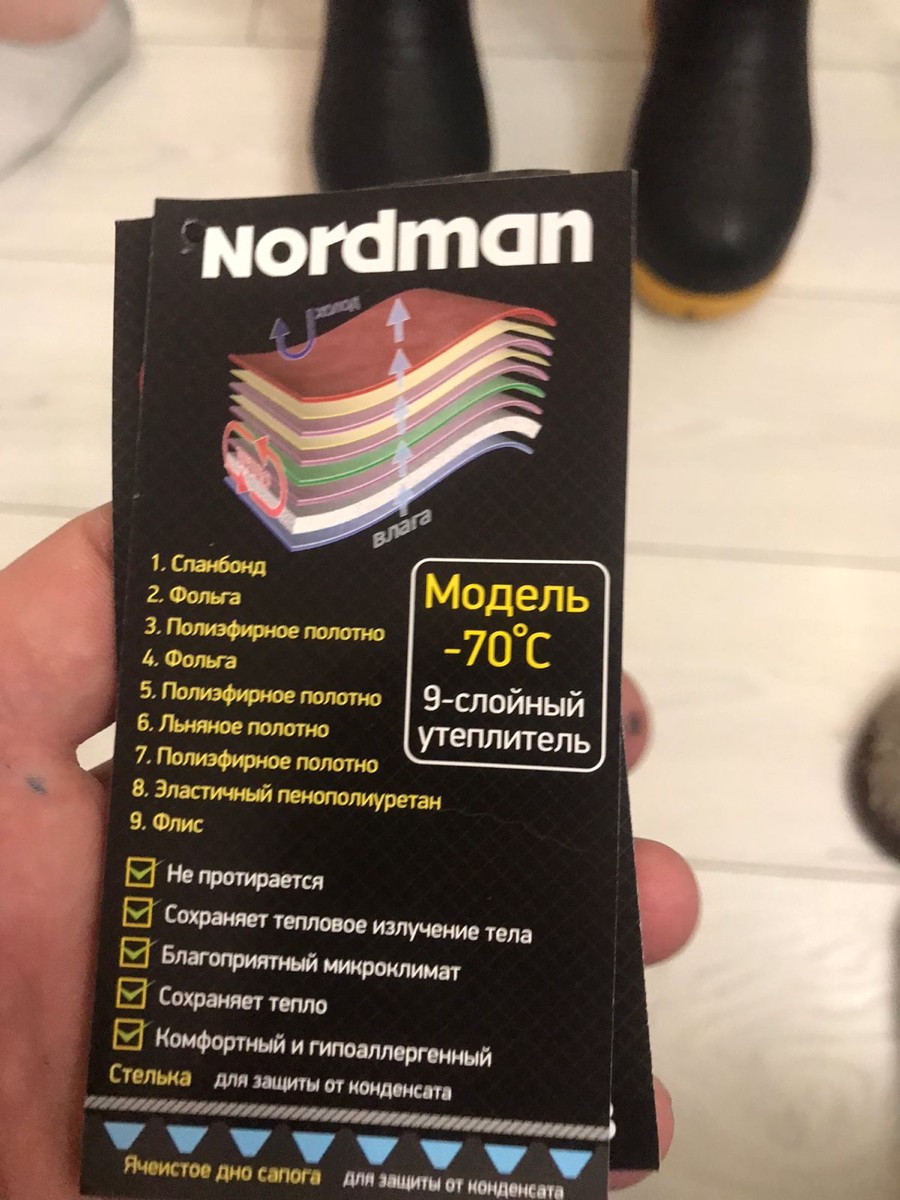 Nordman
холод
влага
1. Спанбонд
2. Фольга
3. Полиэфирное полотно
4. Фольга
5. Полиэфирное полотно
6. Льняное полотно
7. Полиэфирное полотно
8. Эластичный пенополиуретан
9. Флис
Модель
-70°C
9-слойный
утеплитель
Не протирается
Сохраняет тепловое излучение тела
Благоприятный микроклимат
Сохраняет тепло
Комфортный и гипоаллергенный
Стелька для защиты от конденсата
Ячеистое дно сапога для защиты от конденсата